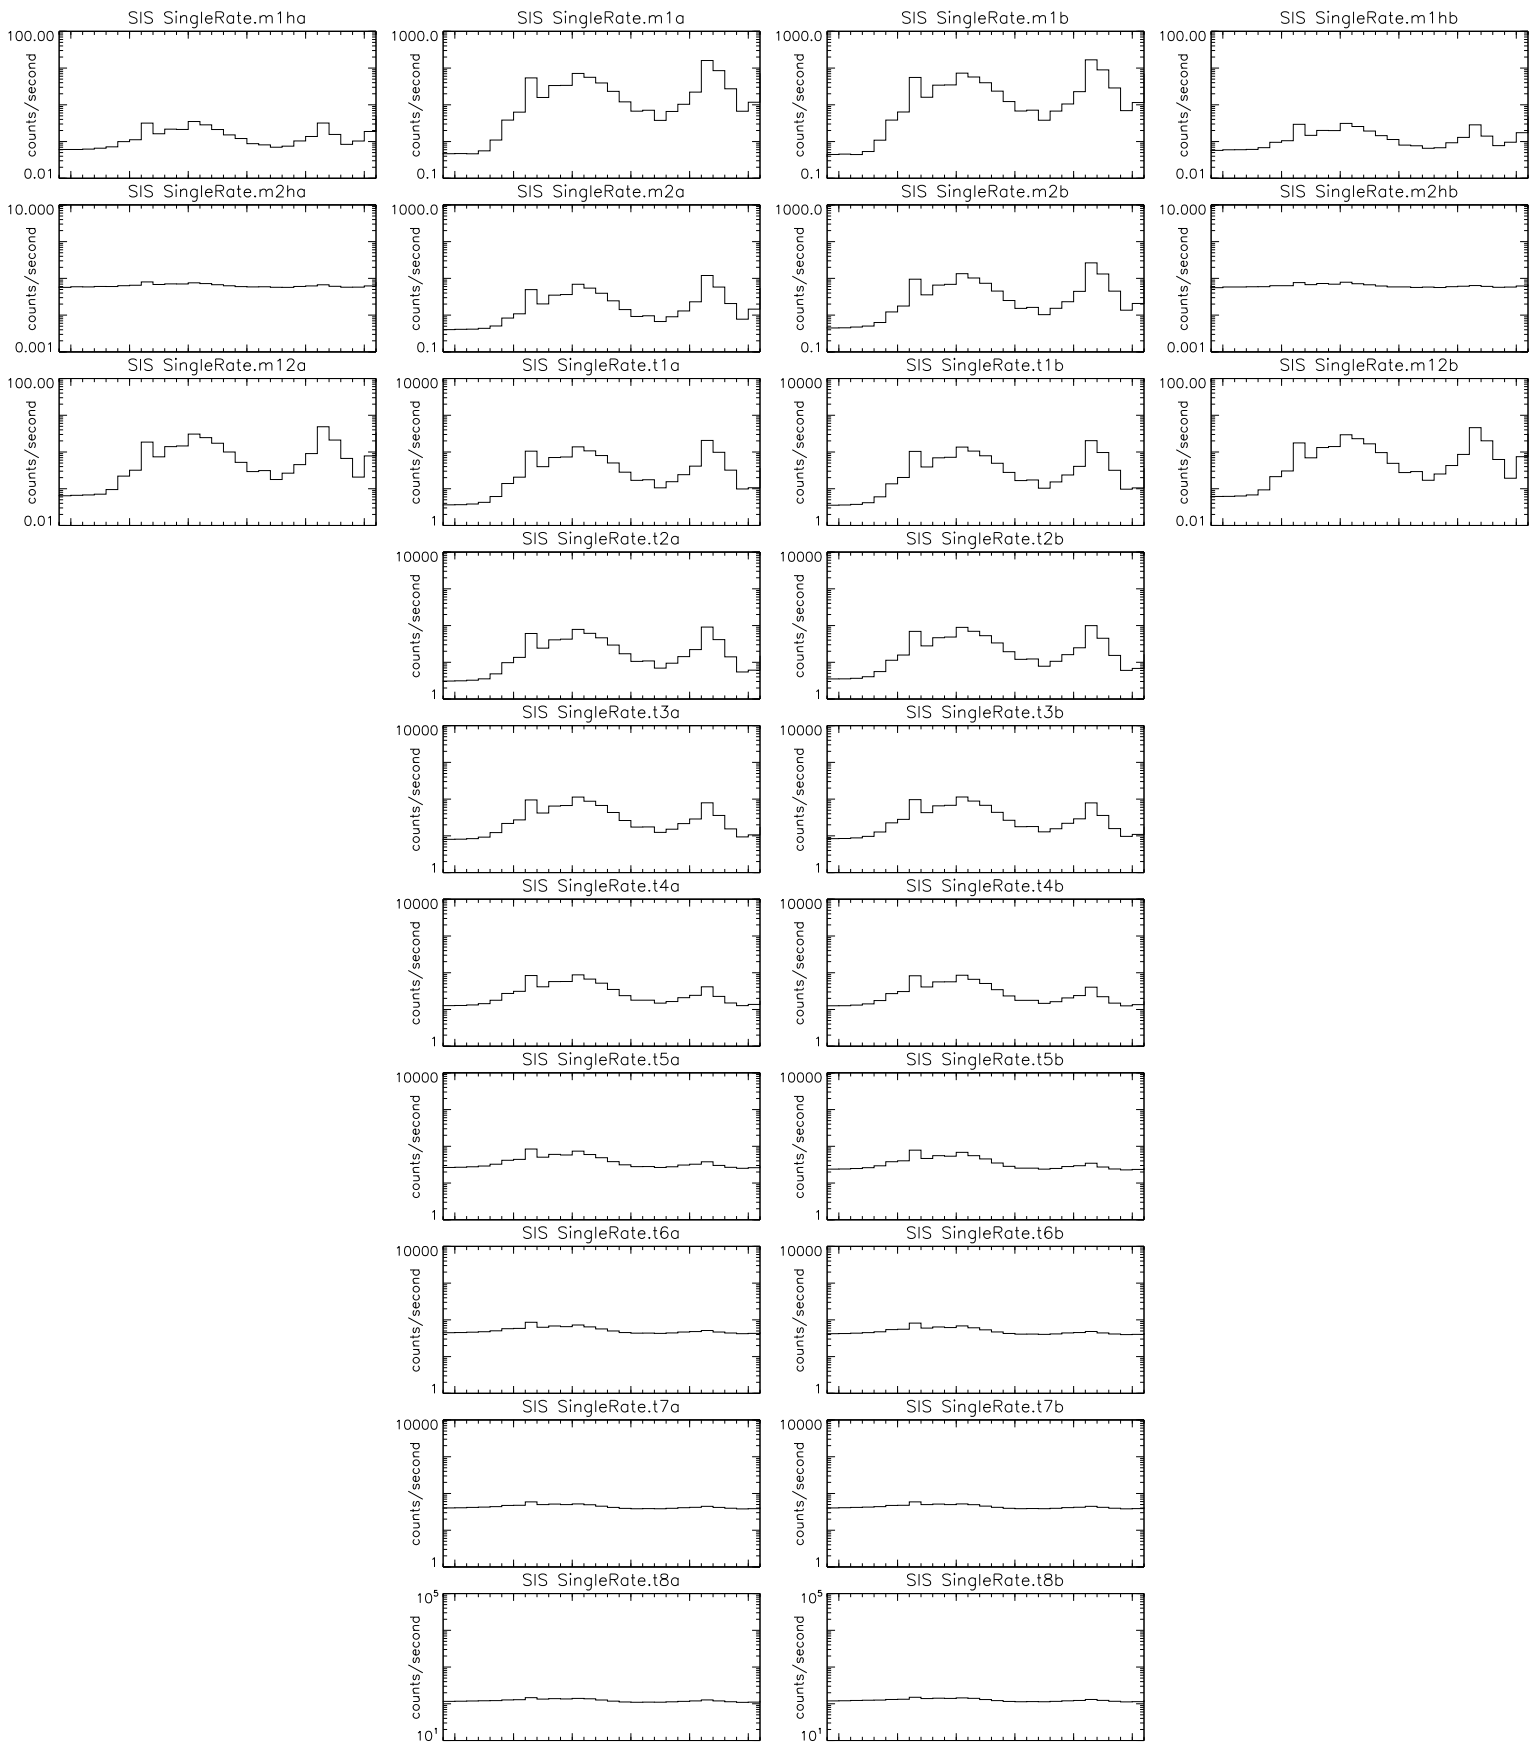 SIS SingleRate.m1ha
100.00
counts/second
0.01
SIS SingleRate.m1a
1000.0
counts/second
0.1
SIS SingleRate.m1b
1000.0
counts/second
0.1
SIS SingleRate.m1hb
100.00
counts/second
0.01
SIS SingleRate.m2ha
10.000
counts/second
0.001
SIS SingleRate.m2a
1000.0
counts/second
0.1
SIS SingleRate.m2b
1000.0
counts/second
0.1
SIS SingleRate.m2hb
10.000
counts/second
0.001
SIS SingleRate.m12a
100.00
counts/second
0.01
SIS SingleRate.t1a
10000
counts/second
1
SIS SingleRate.t1b
10000
counts/second
1
SIS SingleRate.m12b
100.00
counts/second
0.01
SIS SingleRate.t2a
10000
counts/second
1
SIS SingleRate.t2b
10000
counts/second
1
SIS SingleRate.t3a
10000
counts/second
1
SIS SingleRate.t3b
10000
counts/second
1
SIS SingleRate.t4a
10000
counts/second
1
SIS SingleRate.t4b
10000
counts/second
1
SIS SingleRate.t5a
10000
counts/second
1
SIS SingleRate.t5b
10000
counts/second
1
SIS SingleRate.t6a
10000
counts/second
1
SIS SingleRate.t6b
10000
counts/second
1
SIS SingleRate.t7a
10000
counts/second
1
SIS SingleRate.t7b
10000
counts/second
1
SIS SingleRate.t8a
10⁵
counts/second
10¹
SIS SingleRate.t8b
10⁵
counts/second
10¹